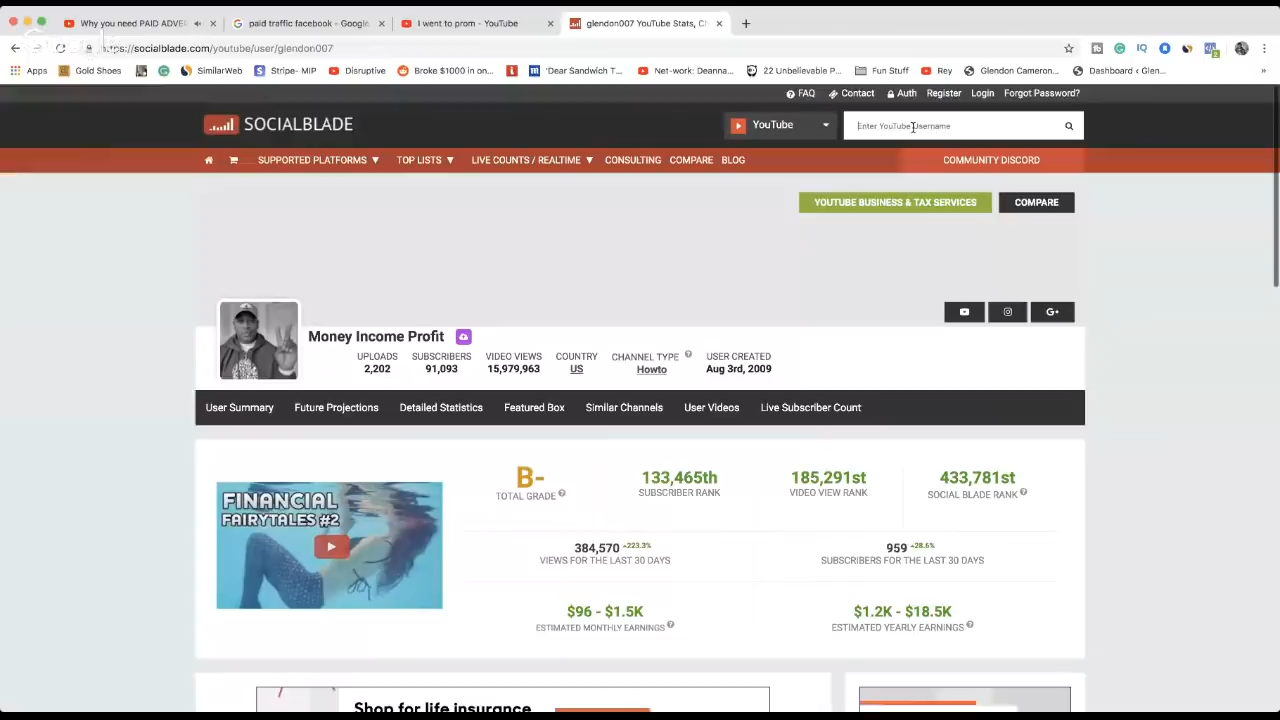 Why you need PAID ADVE
paid traffic facebook - Google
I went to prom - YouTube
glendon007 YouTube Stats, Ch
https://socialblade.com/youtube/user/glendon007
Apps Gold Shoes SimilarWeb Stripe- MIP Disruptive Broke $1000 in on... 'Dear Sandwich T... Net-work: Deanna... 22 Unbelievable P... Fun Stuff Rey Glendon Cameron... Dashboard ‹ Glen... »
FAQ Contact Auth Register Login Forgot Password?
SOCIALBLADE YouTube Enter YouTube Username
SUPPORTED PLATFORMS TOP LISTS LIVE COUNTS / REALTIME CONSULTING COMPARE BLOG COMMUNITY DISCORD
YOUTUBE BUSINESS & TAX SERVICES COMPARE
G+
Money Income Profit
UPLOADS SUBSCRIBERS VIDEO VIEWS COUNTRY CHANNEL TYPE USER CREATED
2,202 91,093 15,979,963 US Howto Aug 3rd, 2009
User Summary Future Projections Detailed Statistics Featured Box Similar Channels User Videos Live Subscriber Count
FINANCIAL
FAIRYTALES #2
B- 133,465th 185,291st 433,781st
TOTAL GRADE SUBSCRIBER RANK VIDEO VIEW RANK SOCIAL BLADE RANK
384,570 +223.3% 959 +28.6%
VIEWS FOR THE LAST 30 DAYS SUBSCRIBERS FOR THE LAST 30 DAYS
$96 - $1.5K $1.2K - $18.5K
ESTIMATED MONTHLY EARNINGS ESTIMATED YEARLY EARNINGS
Shop for life insurance